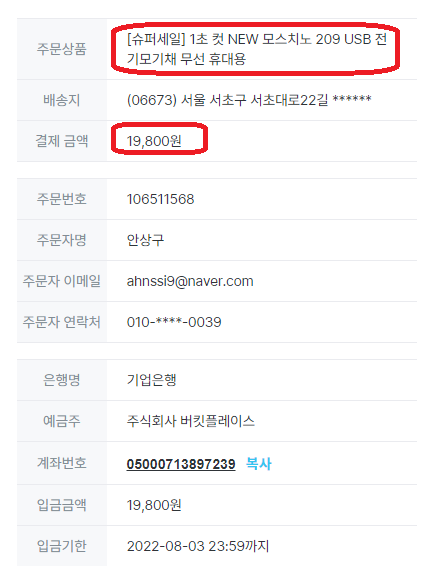 주문상품
[슈퍼세일] 1초 컷 NEW 모스치노 209 USB 전
기모기채 무선 휴대용
배송지
(06673) 서울 서초구 서초대로22길 ******
결제 금액
19,800원
주문번호
106511568
주문자명
안상구
주문자 이메일
ahnssi9@naver.com
주문자 연락처
010-****-0039
은행명
기업은행
예금주
주식회사 버킷플레이스
계좌번호
05000713897239 복사
입금금액
19,800원
입금기한
2022-08-03 23:59까지